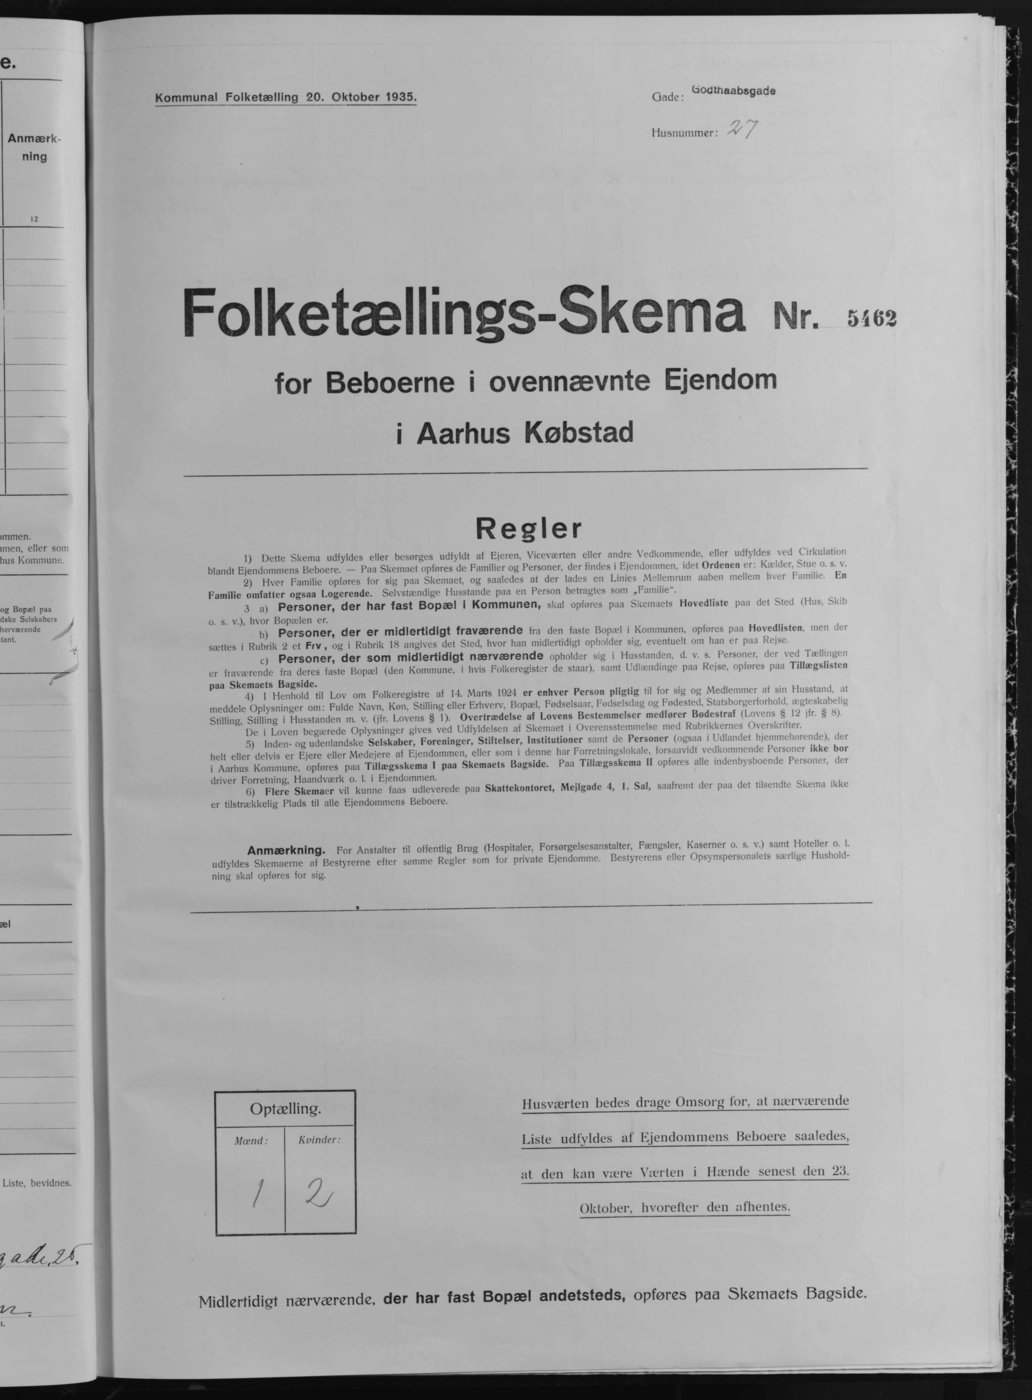 e.
Anmærk-
ning
12
ommen.
mmen, eller som
hus Kommune.
og Bopæl paa
dske Selskabers
herværende
tant.
æl
Liste, bevidnes.
gade, 25.
t.
Kommunal Folketælling 20. Oktober 1935.
Gade: Godthaabsgade
Husnummer: 27
Folketællings-Skema Nr. 5462
for Beboerne i ovennævnte Ejendom
i Aarhus Købstad
Regler
1) Dette Skema udfyldes eller besørges udfyldt af Ejeren, Viceværten eller andre Vedkommende, eller udfyldes ved Cirkulation
blandt Ejendommens Beboere. — Paa Skemaet opføres de Familier og Personer, der findes i Ejendommen, idet Ordenen er: Kælder, Stue o. s. v.
2) Hver Familie opføres for sig paa Skemaet, og saaledes at der lades en Linies Mellemrum aaben mellem hver Familie. En
Familie omfatter ogsaa Logerende. Selvstændige Husstande paa en Person betragtes som „Familie“.
3 a) Personer, der har fast Bopæl i Kommunen, skal opføres paa Skemaets Hovedliste paa det Sted (Hus, Skib
o. s. v.), hvor Bopælen er.
b) Personer, der er midlertidigt fraværende fra den faste Bopæl i Kommunen, opføres paa Hovedlisten, men der
sættes i Rubrik 2 et Frv, og i Rubrik 18 angives det Sted, hvor han midlertidigt opholder sig, eventuelt om han er paa Rejse.
c) Personer, der som midlertidigt nærværende opholder sig i Husstanden, d. v. s. Personer, der ved Tællingen
er fraværende fra deres faste Bopæl (den Kommune, i hvis Folkeregister de staar), samt Udlændinge paa Rejse, opføres paa Tillægslisten
paa Skemaets Bagside.
4) I Henhold til Lov om Folkeregistre af 14. Marts 1924 er enhver Person pligtig til for sig og Medlemmer af sin Husstand, at
meddele Oplysninger om: Fulde Navn, Køn, Stilling eller Erhverv, Bopæl, Fødselsaar, Fødselsdag og Fødested, Statsborgerforhold, ægteskabelig
Stilling, Stilling i Husstanden m. v. (jfr. Lovens § 1). Overtrædelse af Lovens Bestemmelser medfører Bødestraf (Lovens § 12 jfr. § 8).
De i Loven begærede Oplysninger gives ved Udfyldelsen af Skemaet i Overensstemmelse med Rubrikkernes Overskrifter.
5) Inden- og udenlandske Selskaber, Foreninger, Stiftelser, Institutioner samt de Personer (ogsaa i Udlandet hjemmehørende), der
helt eller delvis er Ejere eller Medejere af Ejendommen, eller som i denne har Forretningslokale, forsaavidt vedkommende Personer ikke bor
i Aarhus Kommune, opføres paa Tillægsskema I paa Skemaets Bagside. Paa Tillægsskema II opføres alle indenbysboende Personer, der
driver Forretning, Haandværk o. l. i Ejendommen.
6) Flere Skemaer vil kunne faas udleverede paa Skattekontoret, Mejlgade 4, 1. Sal, saafremt der paa det tilsendte Skema ikke
er tilstrækkelig Plads til alle Ejendommens Beboere.
Anmærkning. For Anstalter til offentlig Brug (Hospitaler, Forsørgelsesanstalter, Fængsler, Kaserner o. s. v.) samt Hoteller o. l.
udfyldes Skemaerne af Bestyrerne efter samme Regler som for private Ejendomme. Bestyrerens eller Opsynspersonalets særlige Hushold-
ning skal opføres for sig.
Optælling.
Mænd: Kvinder:
1 2
Husværten bedes drage Omsorg for, at nærværende
Liste udfyldes af Ejendommens Beboere saaledes,
at den kan være Værten i Hænde senest den 23.
Oktober, hvorefter den afhentes.
Midlertidigt nærværende, der har fast Bopæl andetsteds, opføres paa Skemaets Bagside.